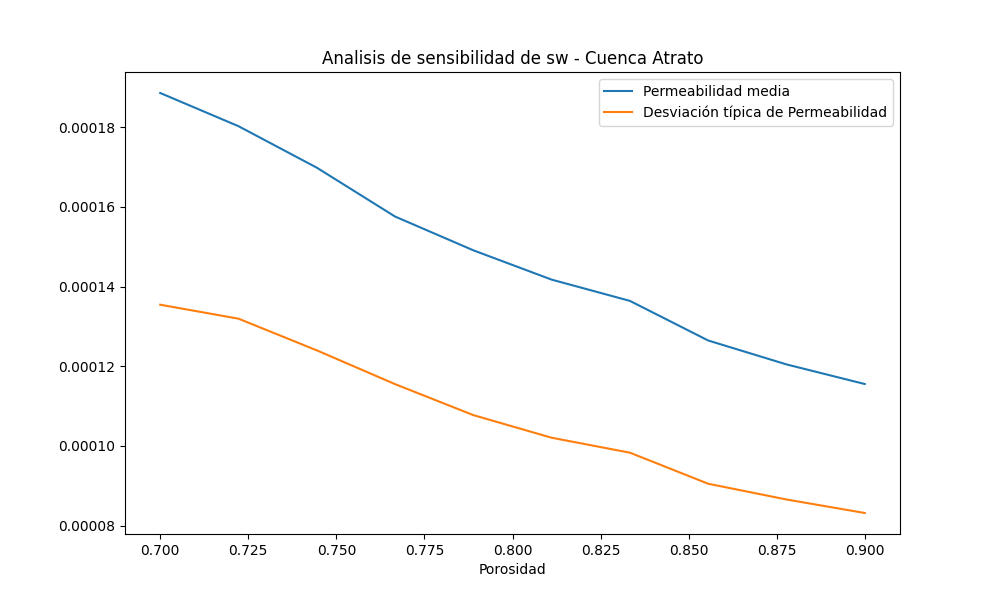 Analisis de sensibilidad de sw - Cuenca Atrato
Permeabilidad media
Desviación típica de Permeabilidad
0.00018
0.00016
0.00014
0.00012
0.00010
0.00008
0.700 0.725 0.750 0.775 0.800 0.825 0.850 0.875 0.900
Porosidad